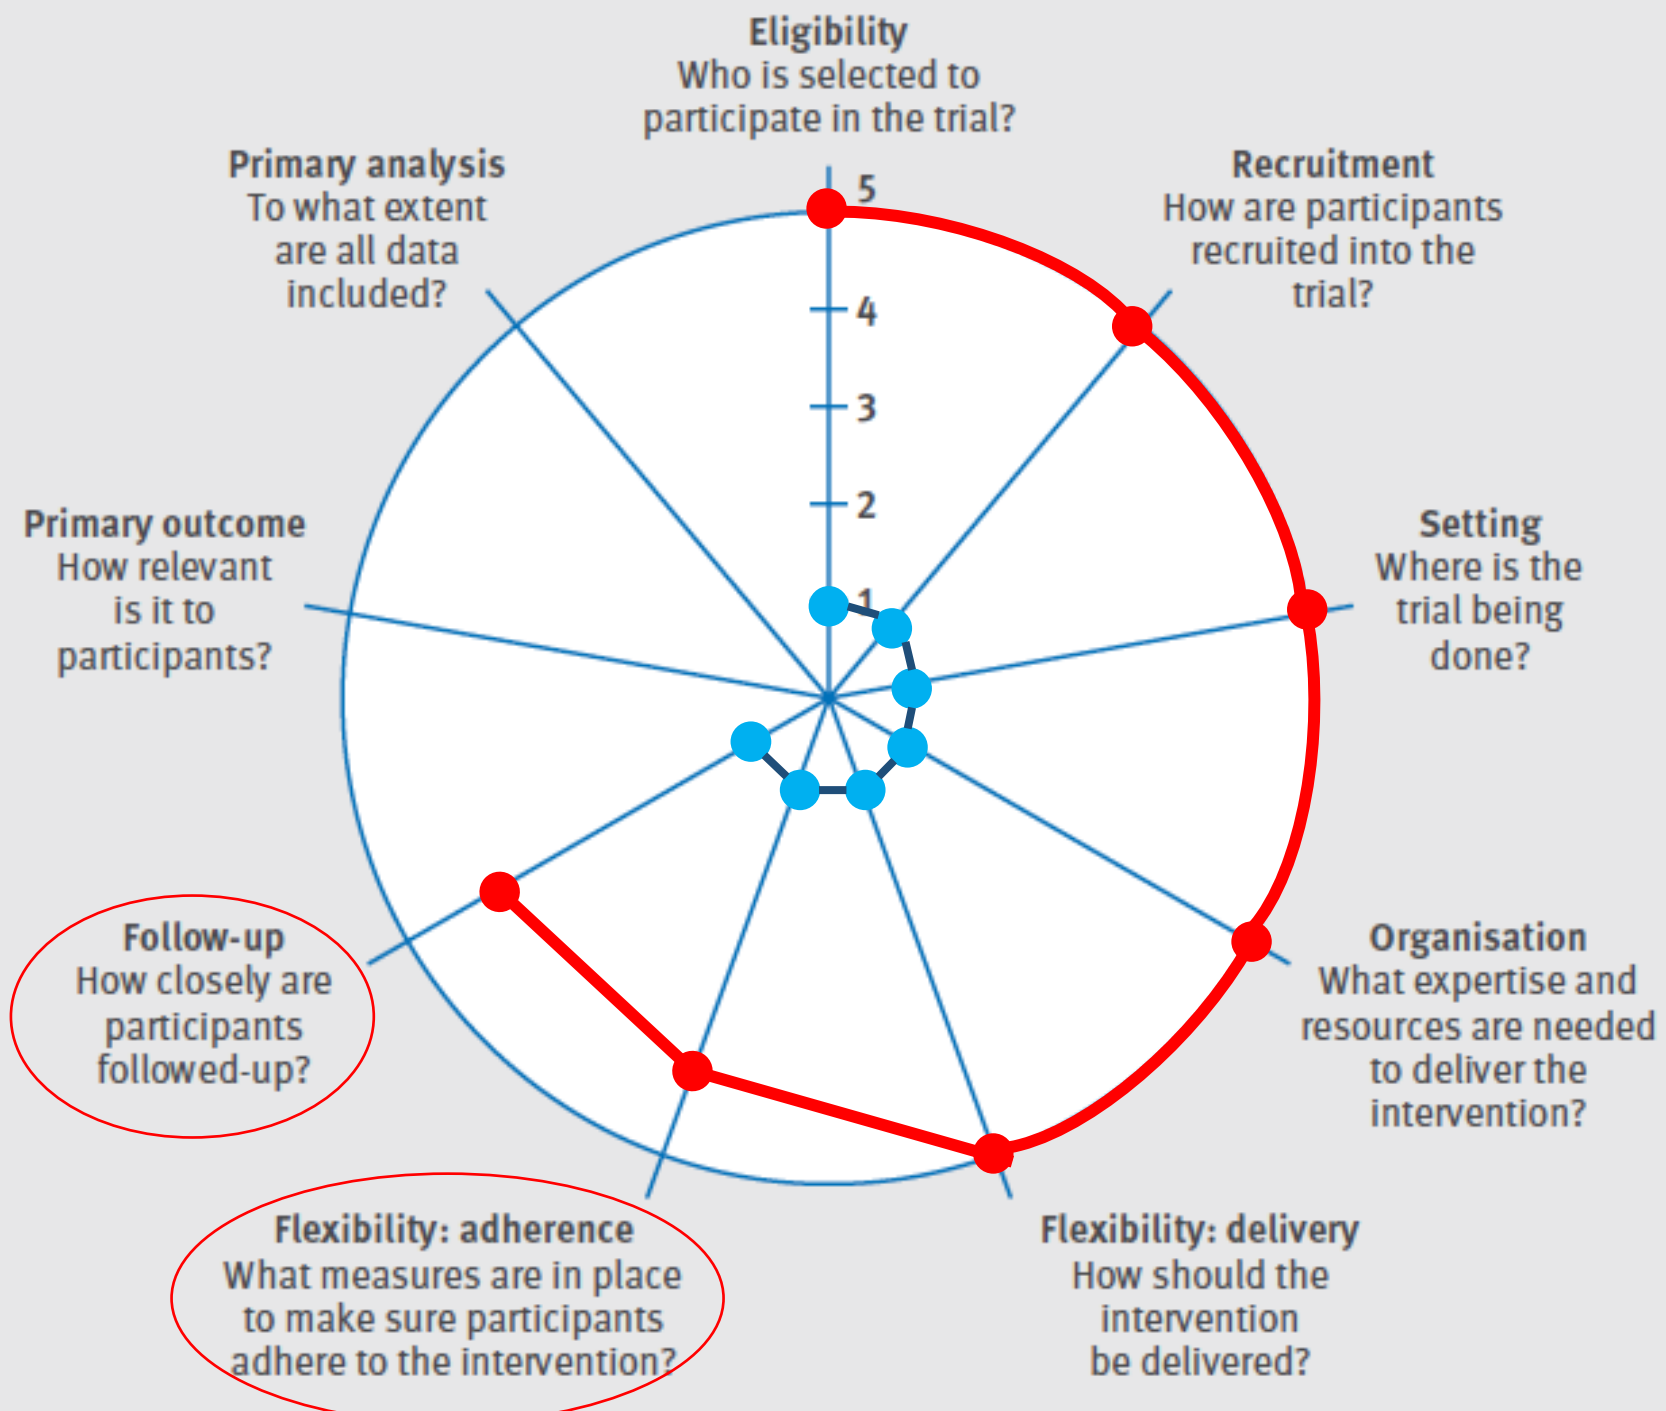 Eligibility
Who is selected to
participate in the trial?
Recruitment
How are participants
recruited into the
trial?
Setting
Where is the
trial being
done?
Organisation
What expertise and
resources are needed
to deliver the
intervention?
Flexibility: delivery
How should the
intervention
be delivered?
Flexibility: adherence
What measures are in place
to make sure participants
adhere to the intervention?
Follow-up
How closely are
participants
followed-up?
Primary outcome
How relevant
is it to
participants?
Primary analysis
To what extent
are all data
included?
5
4
3
2
1